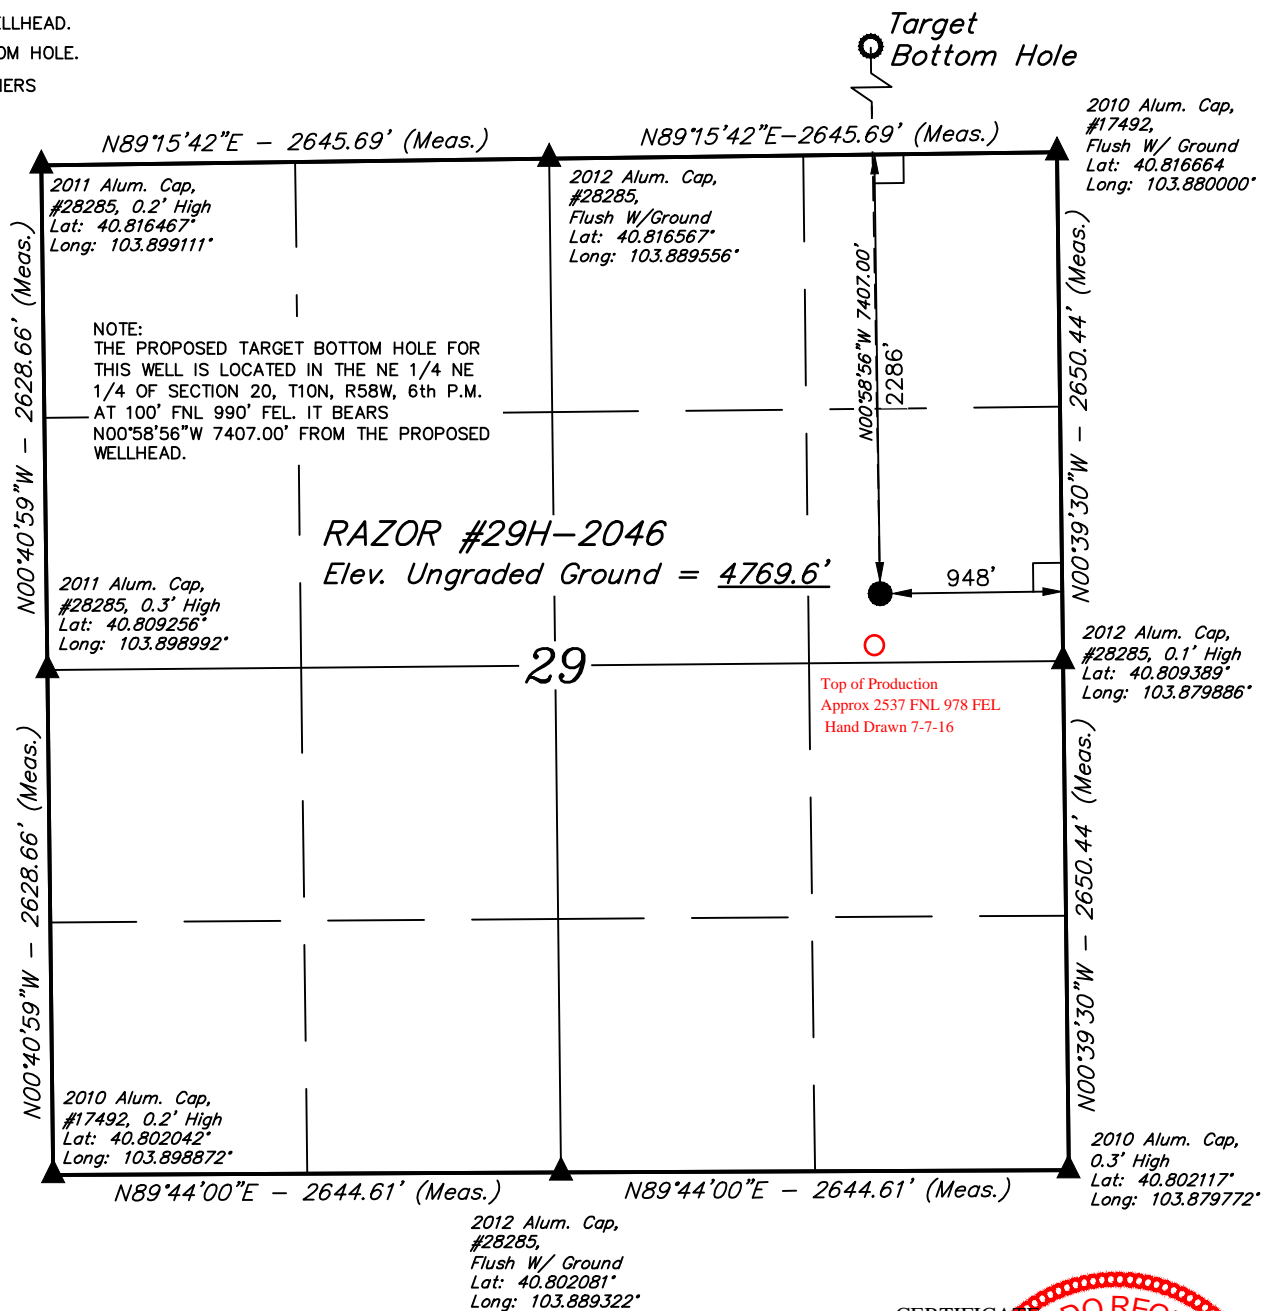 Target
Bottom Hole
HOLE.
N89°15'42"E - 2645.69' (Meas.)
N89°15'42"E-2645.69' (Meas.)
2010 Alum. Cap,
#17492,
Flush W/ Ground
Lat: 40.816664
Long: 103.880000°
2011 Alum. Cap,
#28285, 0.2' High
Lat: 40.816467°
Long: 103.899111°
2012 Alum. Cap,
#28285,
Flush W/Ground
Lat: 40.816567°
Long: 103.889556°
N00°40'59"W - 2628.66' (Meas.)
N00°58'56"W 7407.00'
2286'
N00°39'30"W - 2650.44' (Meas.)
NOTE:
THE PROPOSED TARGET BOTTOM HOLE FOR
THIS WELL IS LOCATED IN THE NE 1/4 NE
1/4 OF SECTION 20, T10N, R58W, 6th P.M.
AT 100' FNL 990' FEL. IT BEARS
N00°58'56"W 7407.00' FROM THE PROPOSED
WELLHEAD.
RAZOR #29H-2046
Elev. Ungraded Ground = 4769.6'
948'
2011 Alum. Cap,
#28285, 0.3' High
Lat: 40.809256°
Long: 103.898992°
29
2012 Alum. Cap,
#28285, 0.1' High
Lat: 40.809389°
Long: 103.879886°
Top of Production
Approx 2537 FNL 978 FEL
Hand Drawn 7-7-16
N00°40'59"W - 2628.66' (Meas.)
N00°39'30"W - 2650.44' (Meas.)
2010 Alum. Cap,
#17492, 0.2' High
Lat: 40.802042°
Long: 103.898872°
2010 Alum. Cap,
0.3' High
Lat: 40.802117°
Long: 103.879772°
N89°44'00"E - 2644.61' (Meas.)
N89°44'00"E - 2644.61' (Meas.)
2012 Alum. Cap,
#28285,
Flush W/ Ground
Lat: 40.802081°
Long: 103.889322°